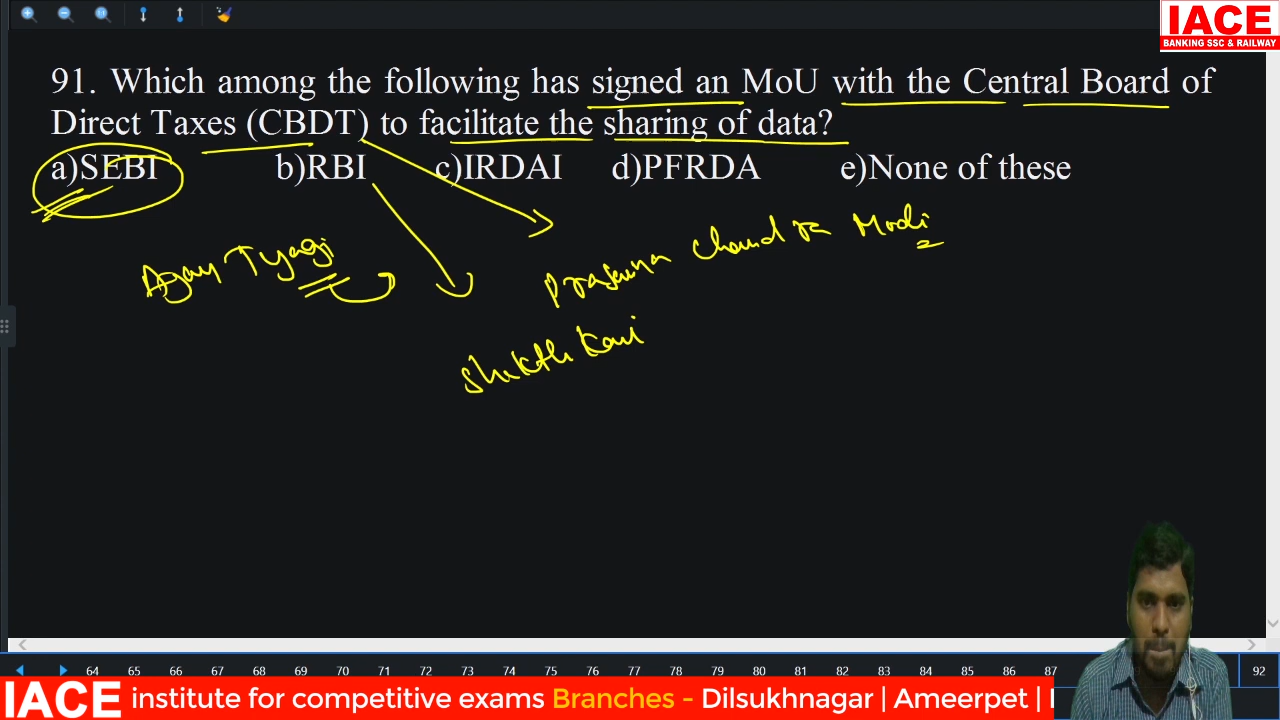 IACE
BANKING SSC & RAILWAY
91. Which among the following has signed an MoU with the Central Board of
Direct Taxes (CBDT) to facilitate the sharing of data?
a)SEBI b)RBI c)IRDAI d)PFRDA e)None of these
Ajay Tyagi
Chandra Modi
64 65 66 67 68 69 70 71 72 73 74 75 76 77 78 79 80 81 82 83 84 85 86 87 92
IACE institute for competitive exams Branches - Dilsukhnagar | Ameerpet |